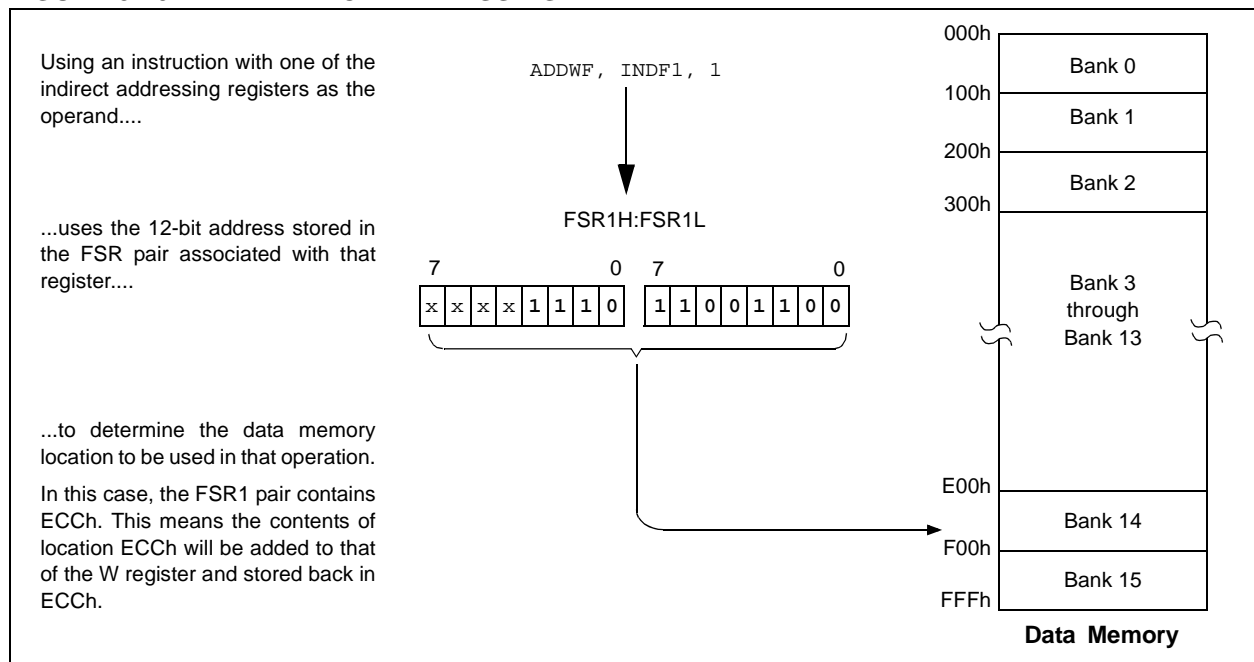 Using an instruction with one of the
indirect addressing registers as the
operand....
ADDWF, INDF1, 1
...uses the 12-bit address stored in
the FSR pair associated with that
register....
FSR1H:FSR1L
7 0 7 0
x x x x 1 1 1 0 1 1 0 0 1 1 0 0
...to determine the data memory
location to be used in that operation.
In this case, the FSR1 pair contains
ECCh. This means the contents of
location ECCh will be added to that
of the W register and stored back in
ECCh.
000h
Bank 0
100h
Bank 1
200h
Bank 2
300h
Bank 3
through
Bank 13
E00h
Bank 14
F00h
Bank 15
FFFh
Data Memory